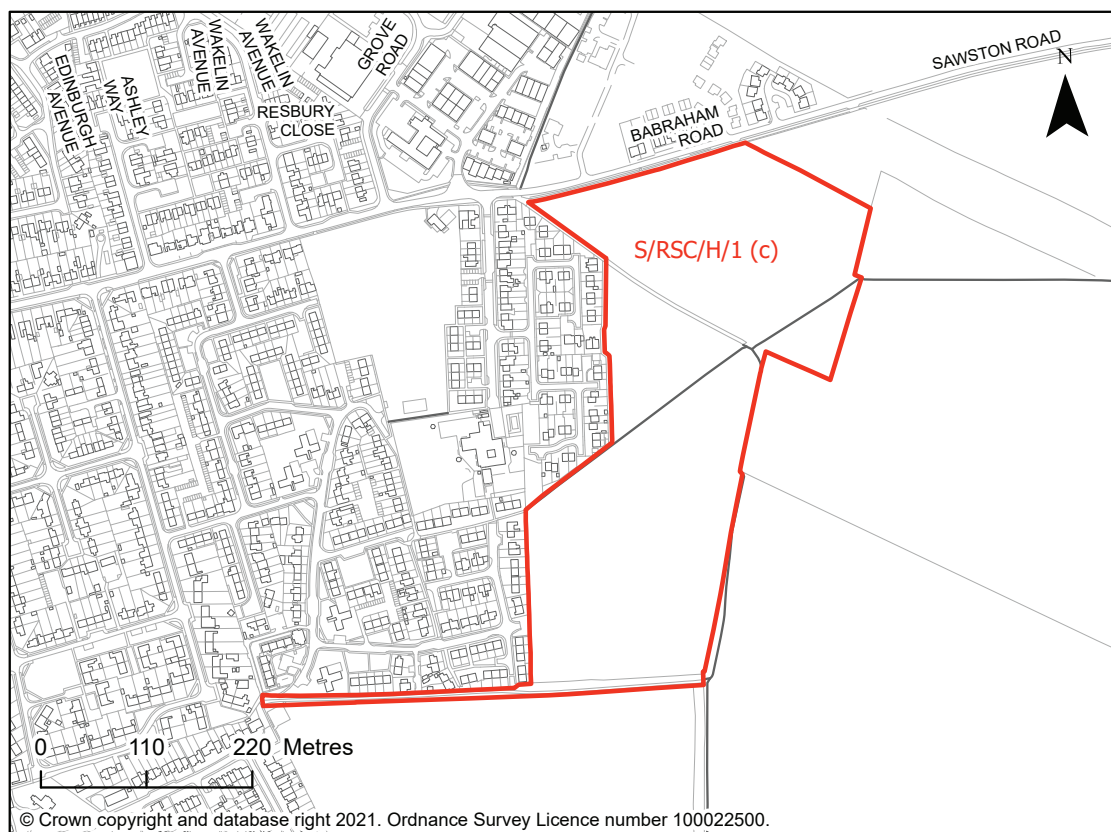 EDINBURGH
AVENUE
ASHLEY
WAY
WAKELIN
AVENUE
WAKELIN
AVENUE
RESBURY
CLOSE
GROVE
ROAD
BABRAHAM
ROAD
SAWSTON ROAD
N
S/RSC/H/1 (c)
0 110 220 Metres
© Crown copyright and database right 2021. Ordnance Survey Licence number 100022500.